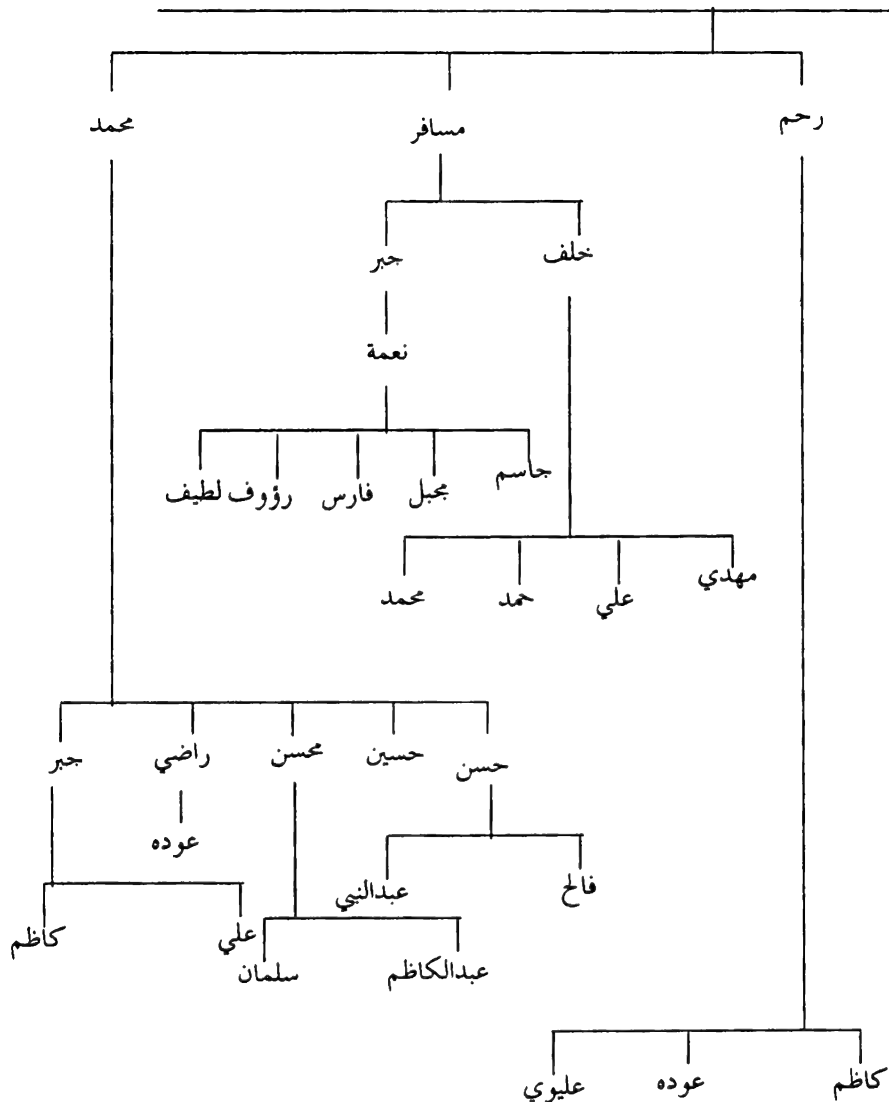 رحم مسافر محمد
خلف جبر
نعمة
جاسم مجبل فارس رؤوف لطيف
مهدي علي حمد محمد
حسن حسين محسن راضي جبر
عوده
فالح عبدالنبي
علي كاظم
عبدالكاظم سلمان
كاظم عوده عليوي